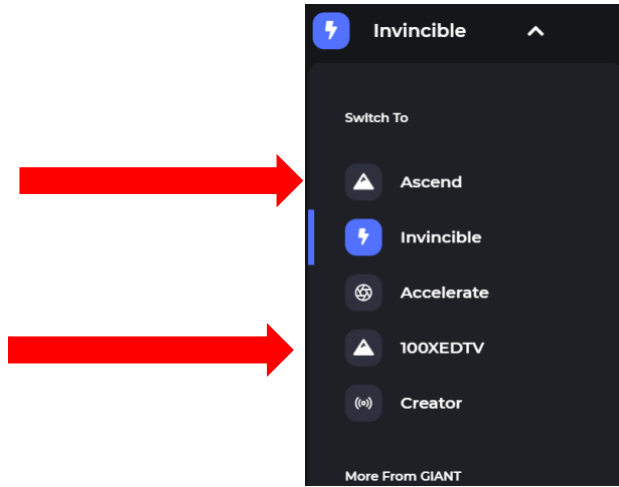 Invincible
Switch To
Ascend
Invincible
Accelerate
100XEDTV
Creator
More From GIANT